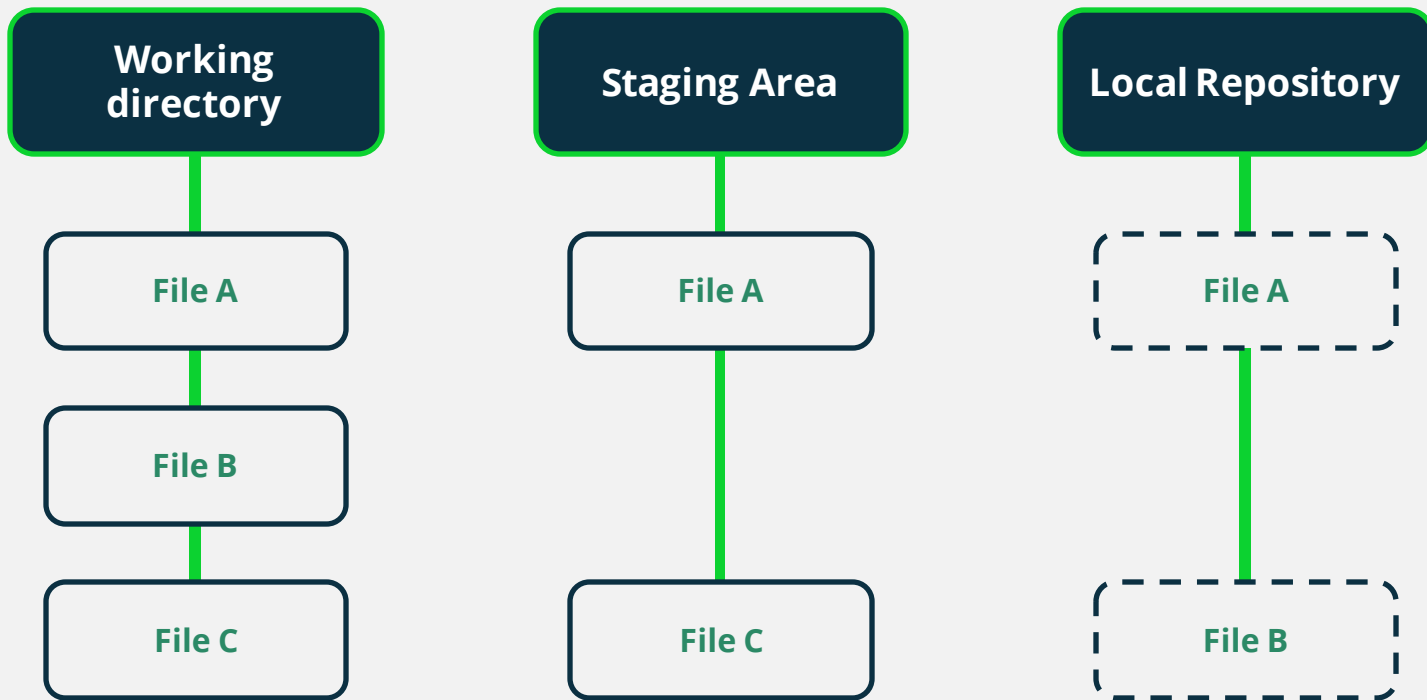 Working
directory
Staging Area
Local Repository
File A
File A
File A
File B
File C
File C
File B